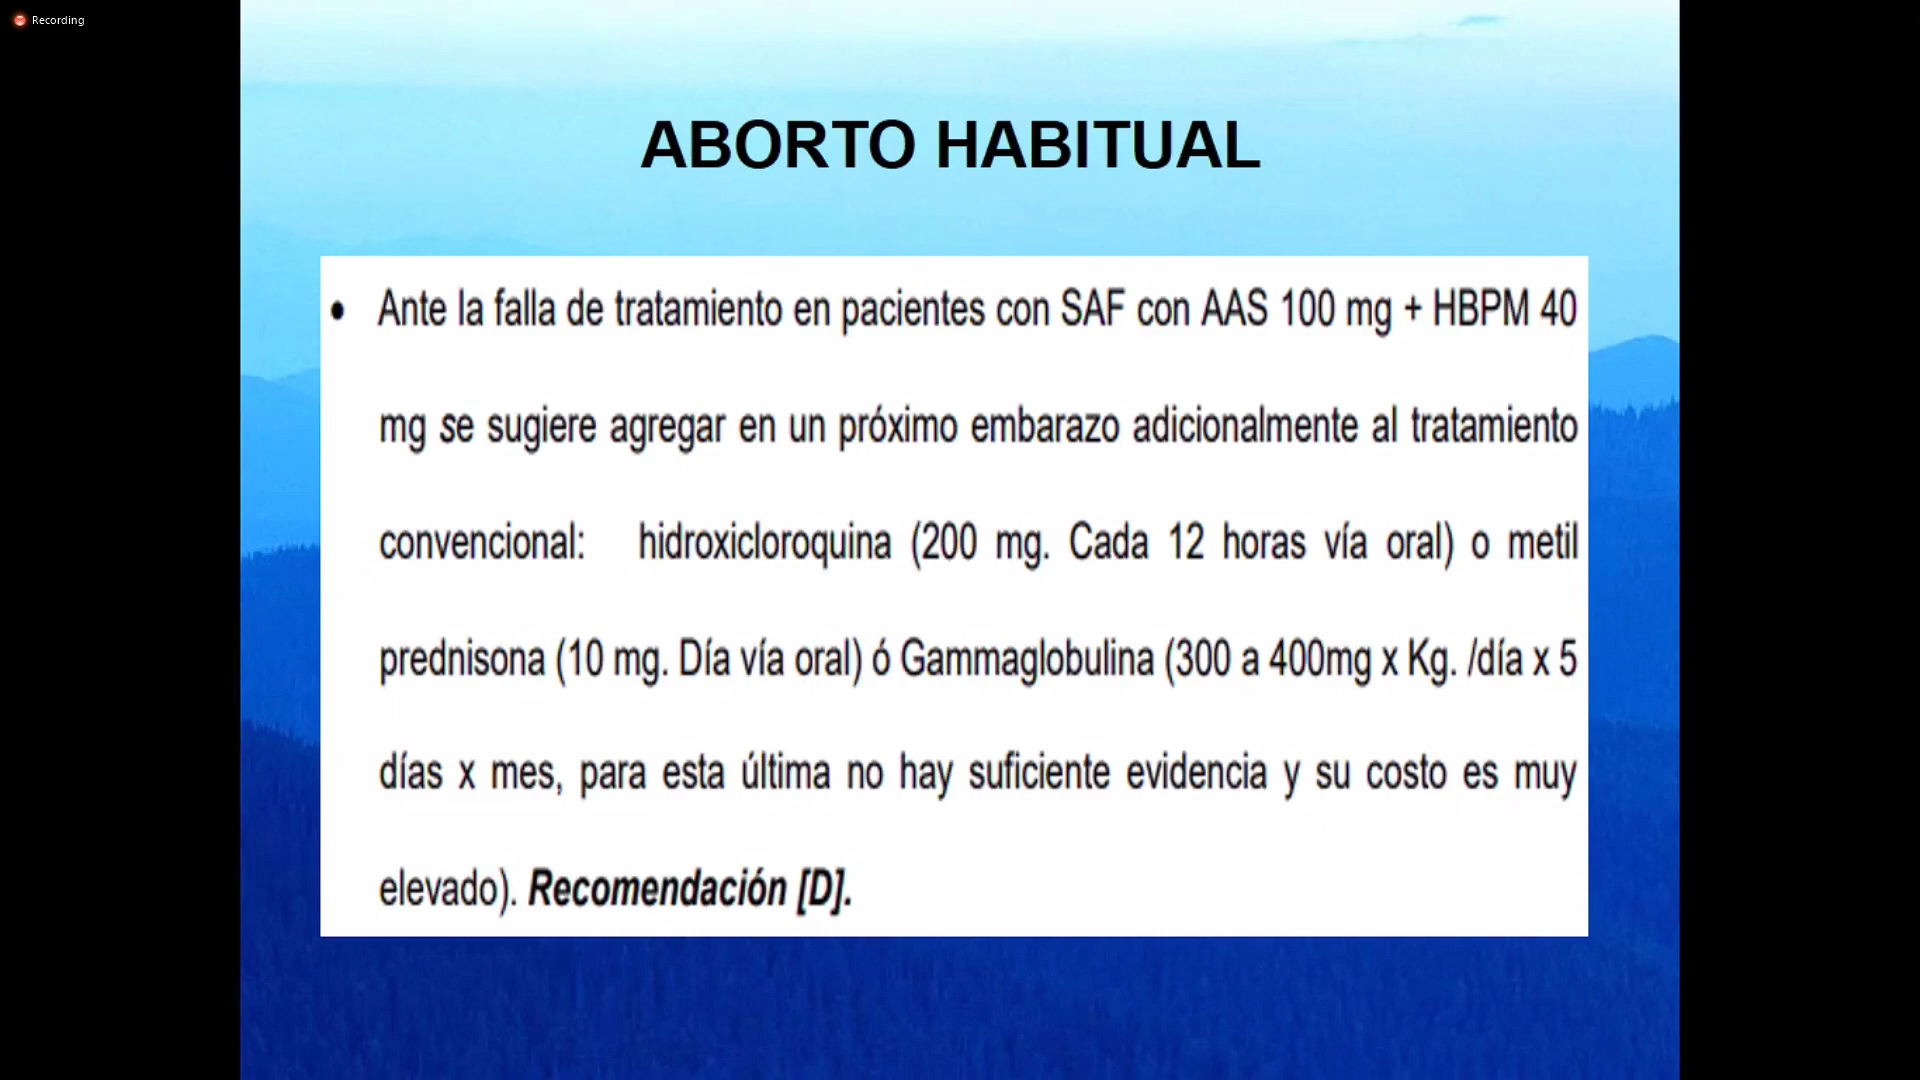 Recording
ABORTO HABITUAL
• Ante la falla de tratamiento en pacientes con SAF con AAS 100 mg + HBPM 40
mg se sugiere agregar en un próximo embarazo adicionalmente al tratamiento
convencional: hidroxicloroquina (200 mg. Cada 12 horas vía oral) o metil
prednisona (10 mg. Día vía oral) ó Gammaglobulina (300 a 400mg x Kg. /día x 5
días x mes, para esta última no hay suficiente evidencia y su costo es muy
elevado). Recomendación [D].